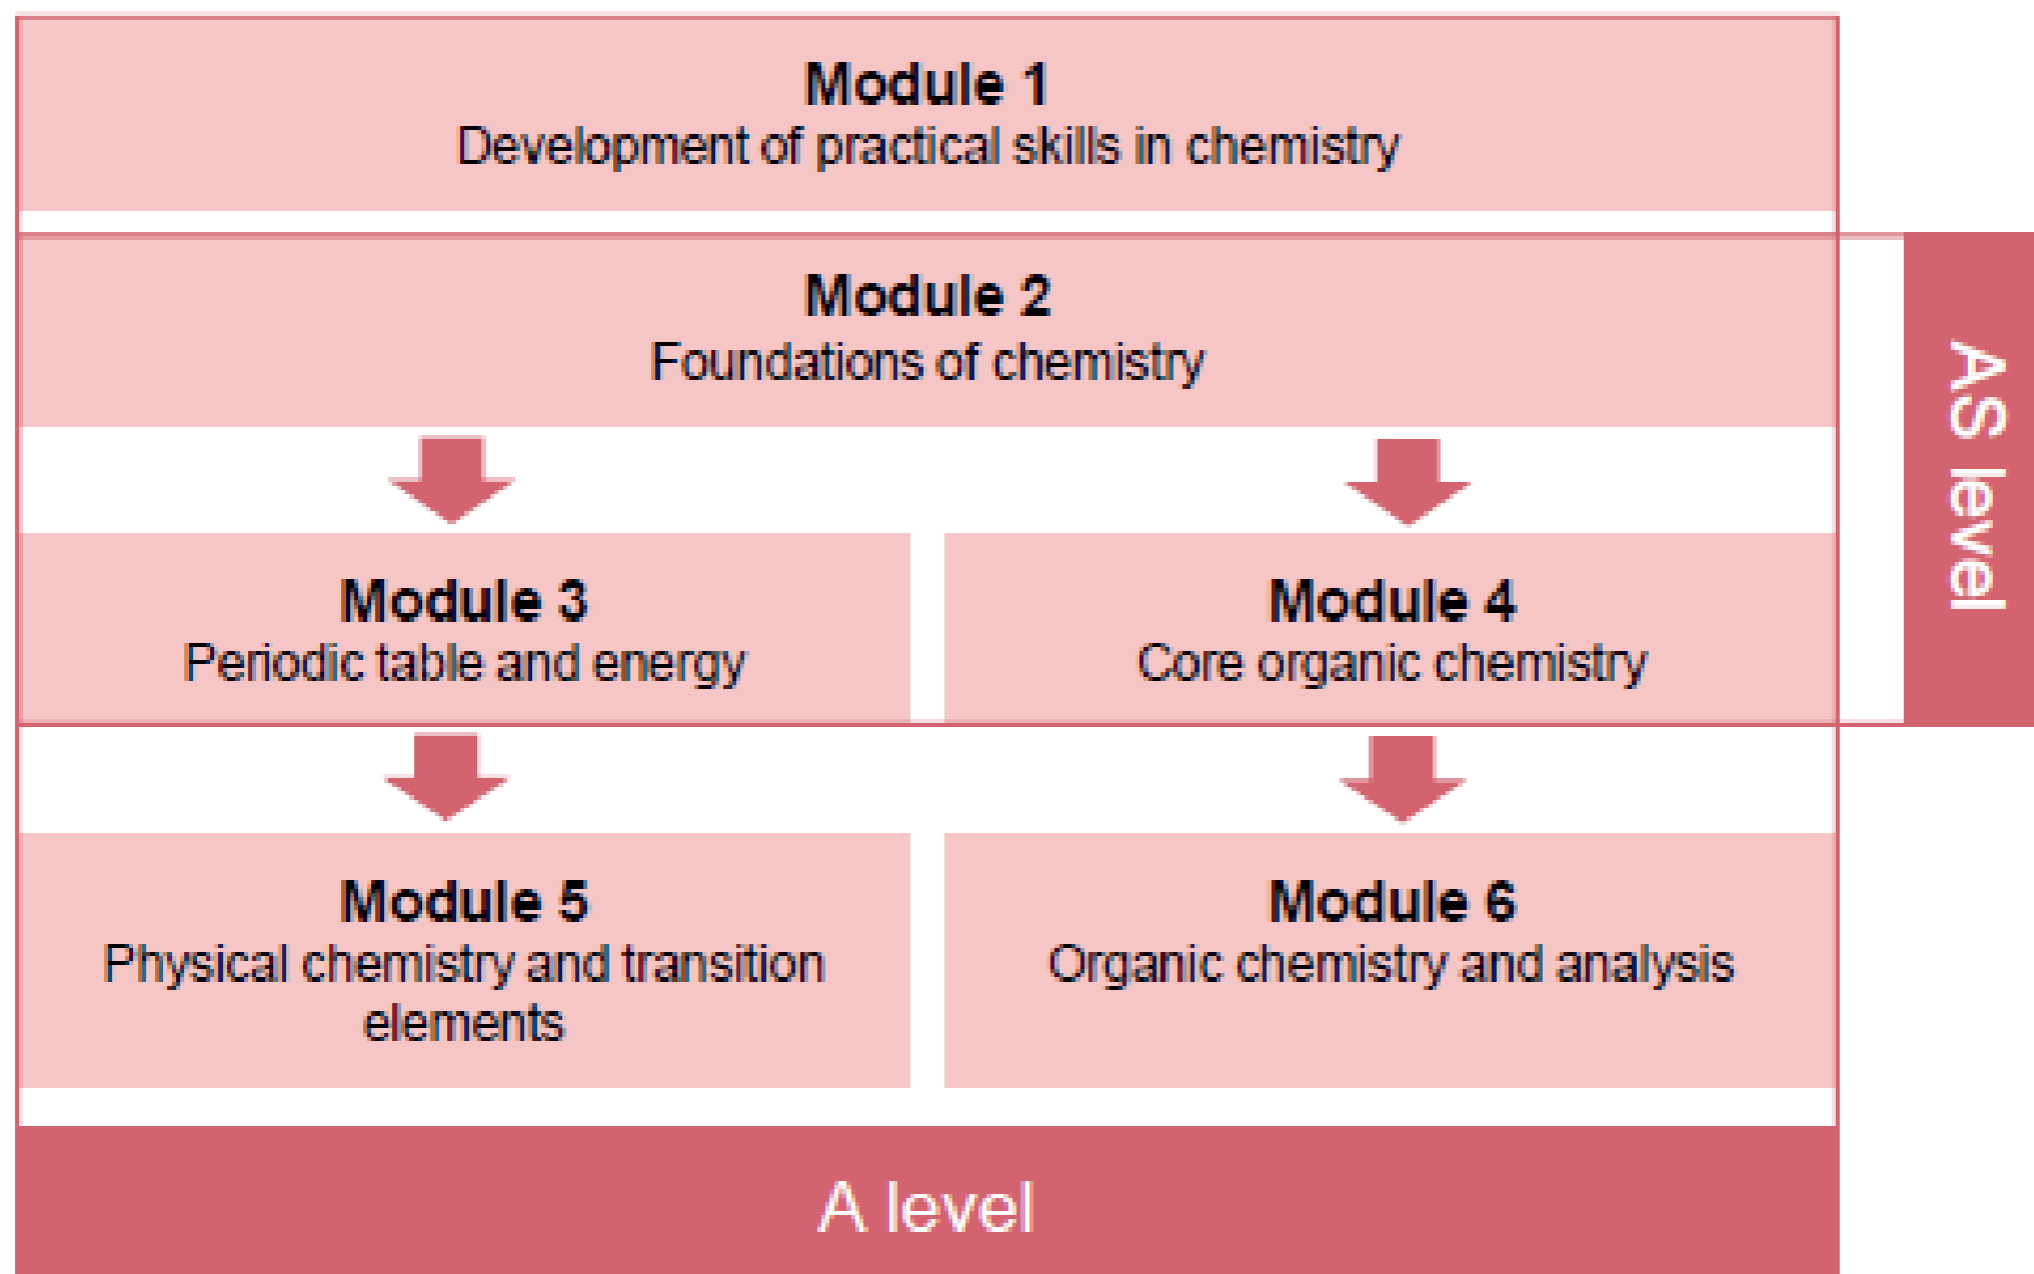 Module 1
Development of practical skills in chemistry
Module 2
Foundations of chemistry
AS level
Module 3
Periodic table and energy
Module 4
Core organic chemistry
Module 5
Physical chemistry and transition
elements
Module 6
Organic chemistry and analysis
A level